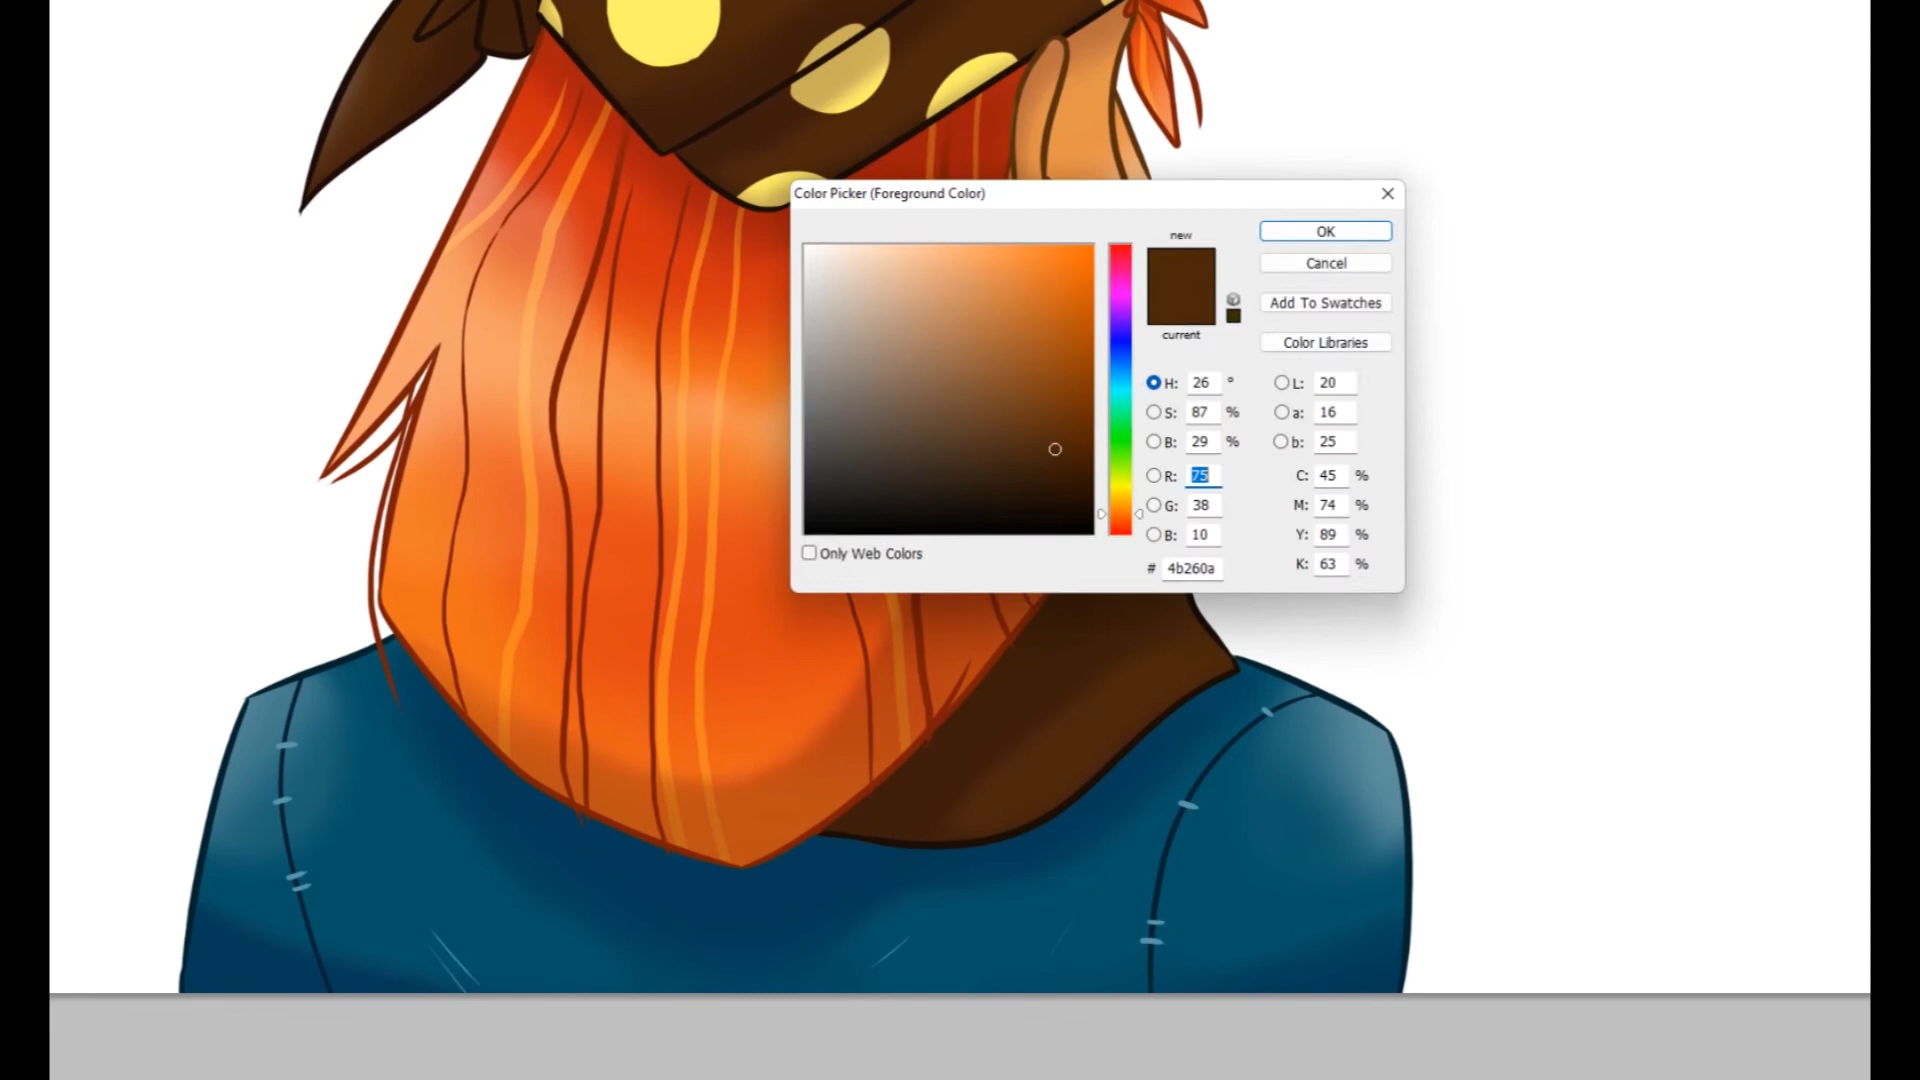 Color Picker (Foreground Color)
new
current
OK
Cancel
Add To Swatches
Color Libraries
H: 26 °
S: 87 %
B: 29 %
R: 75
G: 38
B: 10
# 4b260a
L: 20
a: 16
b: 25
C: 45 %
M: 74 %
Y: 89 %
K: 63 %
Only Web Colors